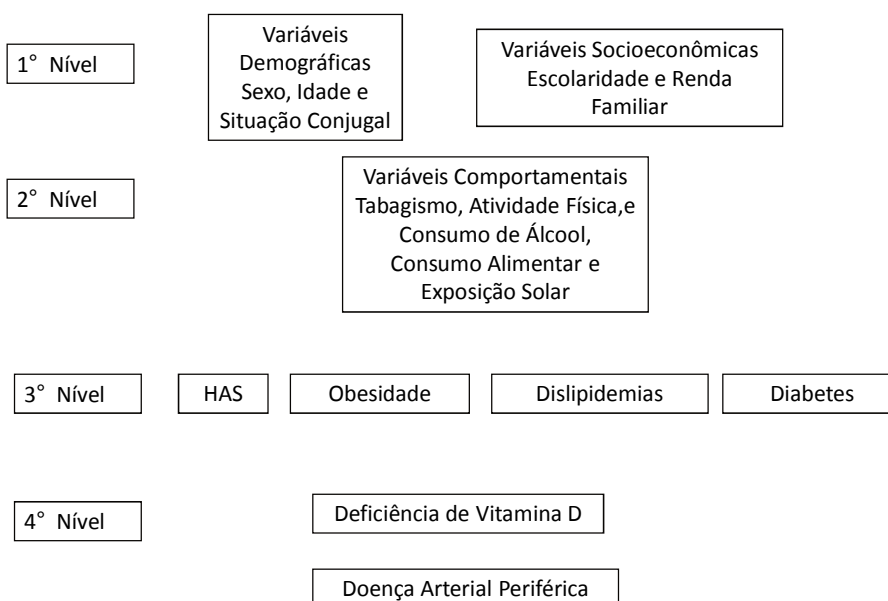 1° Nível
Variáveis
Demográficas
Sexo, Idade e
Situação Conjugal
Variáveis Socioeconômicas
Escolaridade e Renda
Familiar
2° Nível
Variáveis Comportamentais
Tabagismo, Atividade Física,e
Consumo de Álcool,
Consumo Alimentar e
Exposição Solar
3° Nível
HAS
Obesidade
Dislipidemias
Diabetes
4° Nível
Deficiência de Vitamina D
Doença Arterial Periférica